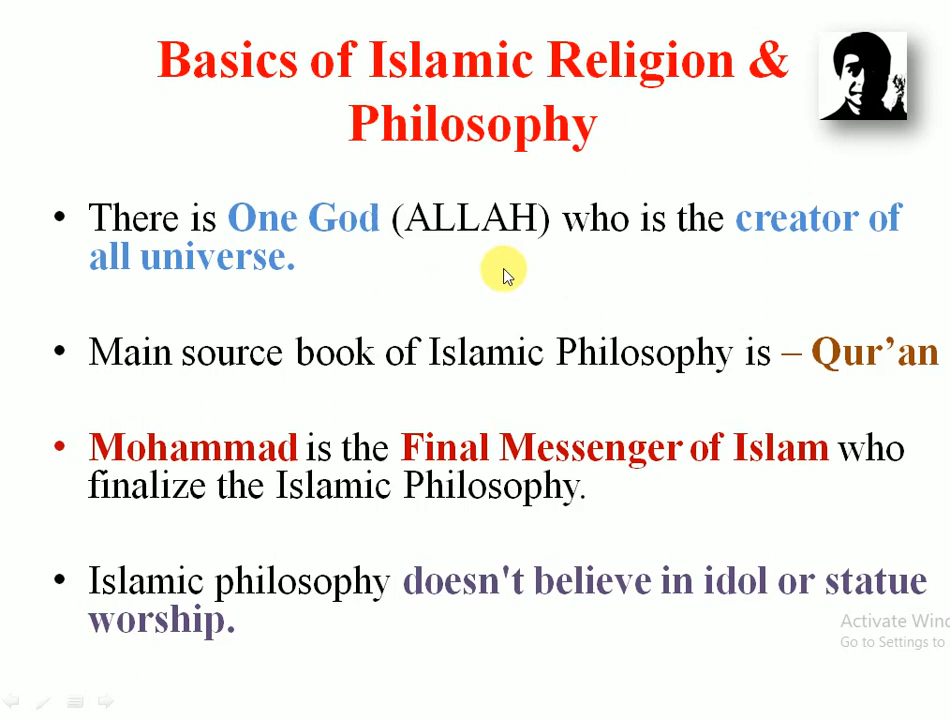 Basics of Islamic Religion &
Philosophy
• There is One God (ALLAH) who is the creator of
all universe.
• Main source book of Islamic Philosophy is – Qur’an
• Mohammad is the Final Messenger of Islam who
finalize the Islamic Philosophy.
• Islamic philosophy doesn't believe in idol or statue
worship.
Activate
Go to Settings to